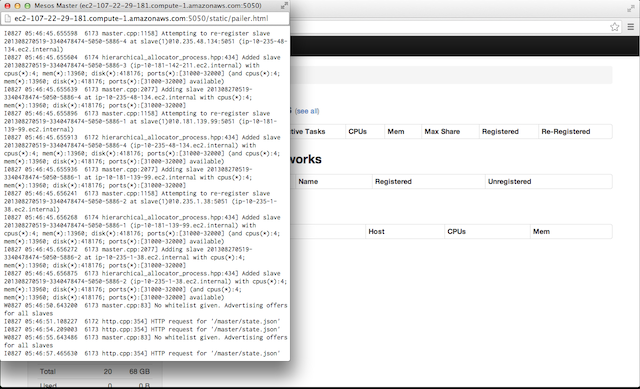 Mesos Master (ec2-107-22-29-181.compute-1.amazonaws.com:5050)
ec2-107-22-29-181.compute-1.amazonaws.com:5050/static/pailer.html
I0827 05:46:45.655598 6173 master.cpp:1158] Attempting to re-register slave
201308270519-3340478474-5050-5886-4 at slave(1)@10.235.48.134:5051 (ip-10-235-48-
134.ec2.internal)
I0827 05:46:45.655604 6174 hierarchical_allocator_process.hpp:434] Added slave
201308270519-3340478474-5050-5886-3 (ip-10-181-142-211.ec2.internal) with
cpus(*):4; mem(*):13960; disk(*):418176; ports(*):[31000-32000] (and cpus(*):4;
mem(*):13960; disk(*):418176; ports(*):[31000-32000] available)
I0827 05:46:45.655639 6173 master.cpp:2077] Adding slave 201308270519-
3340478474-5050-5886-4 at ip-10-235-48-134.ec2.internal with cpus(*):4;
mem(*):13960; disk(*):418176; ports(*):[31000-32000]
I0827 05:46:45.655896 6173 master.cpp:1158] Attempting to re-register slave
201308270519-3340478474-5050-5886-1 at slave(1)@10.181.139.99:5051 (ip-10-181-
139-99.ec2.internal)
I0827 05:46:45.655913 6172 hierarchical_allocator_process.hpp:434] Added slave
201308270519-3340478474-5050-5886-4 (ip-10-235-48-134.ec2.internal) with
cpus(*):4; mem(*):13960; disk(*):418176; ports(*):[31000-32000] (and cpus(*):4;
mem(*):13960; disk(*):418176; ports(*):[31000-32000] available)
I0827 05:46:45.655936 6173 master.cpp:2077] Adding slave 201308270519-
3340478474-5050-5886-1 at ip-10-181-139-99.ec2.internal with cpus(*):4;
mem(*):13960; disk(*):418176; ports(*):[31000-32000]
I0827 05:46:45.656241 6173 master.cpp:1158] Attempting to re-register slave
201308270519-3340478474-5050-5886-2 at slave(1)@10.235.1.38:5051 (ip-10-235-1-
38.ec2.internal)
I0827 05:46:45.656268 6174 hierarchical_allocator_process.hpp:434] Added slave
201308270519-3340478474-5050-5886-1 (ip-10-181-139-99.ec2.internal) with
cpus(*):4; mem(*):13960; disk(*):418176; ports(*):[31000-32000] (and cpus(*):4;
mem(*):13960; disk(*):418176; ports(*):[31000-32000] available)
I0827 05:46:45.656272 6173 master.cpp:2077] Adding slave 201308270519-
3340478474-5050-5886-2 at ip-10-235-1-38.ec2.internal with cpus(*):4;
mem(*):13960; disk(*):418176; ports(*):[31000-32000]
I0827 05:46:45.656875 6173 hierarchical_allocator_process.hpp:434] Added slave
201308270519-3340478474-5050-5886-2 (ip-10-235-1-38.ec2.internal) with
cpus(*):4; mem(*):13960; disk(*):418176; ports(*):[31000-32000] (and cpus(*):4;
mem(*):13960; disk(*):418176; ports(*):[31000-32000] available)
W0827 05:46:50.643200 6173 master.cpp:83] No whitelist given. Advertising offers
for all slaves
I0827 05:46:51.108227 6172 http.cpp:354] HTTP request for '/master/state.json'
I0827 05:46:54.209003 6173 http.cpp:354] HTTP request for '/master/state.json'
W0827 05:46:55.643486 6173 master.cpp:83] No whitelist given. Advertising offers
for all slaves
I0827 05:46:57.465630 6173 http.cpp:354] HTTP request for '/master/state.json'
(see all)
ctive Tasks CPUs Mem Max Share Registered Re-Registered
works
Name Registered Unregistered
Host CPUs Mem
Total 20 68 GB
Used 0 0 B